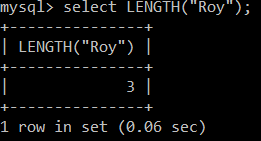 mysql> select LENGTH("Roy");
+---------------+
| LENGTH("Roy") |
+---------------+
|             3 |
+---------------+
1 row in set (0.06 sec)